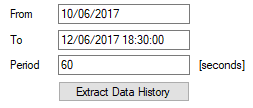 From 10/06/2017
To 12/06/2017 18:30:00
Period 60 [seconds]
Extract Data History